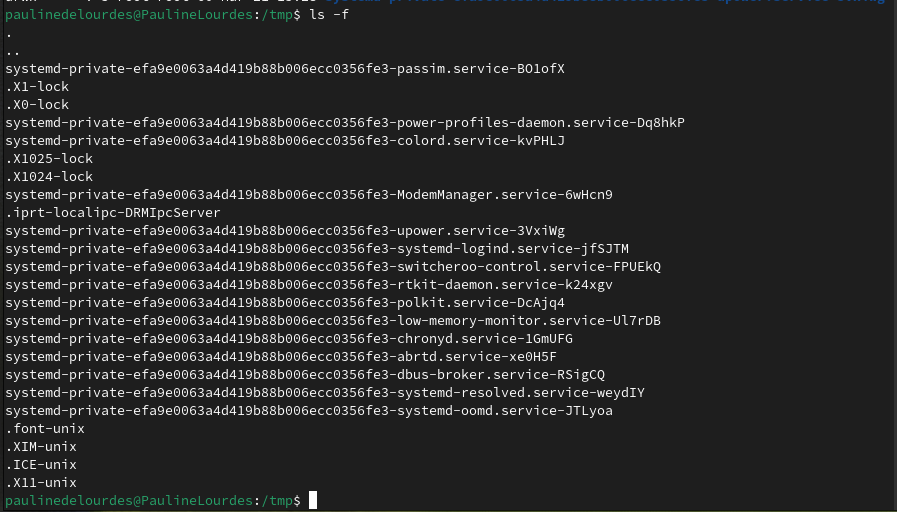 paulinedelourdes@PaulineLourdes:/tmp$ ls -f
.
..
systemd-private-efa9e0063a4d419b88b006ecc0356fe3-passim.service-BO1ofX
.X1-lock
.X0-lock
systemd-private-efa9e0063a4d419b88b006ecc0356fe3-power-profiles-daemon.service-Dq8hkP
systemd-private-efa9e0063a4d419b88b006ecc0356fe3-colord.service-kvPHLJ
.X1025-lock
.X1024-lock
systemd-private-efa9e0063a4d419b88b006ecc0356fe3-ModemManager.service-6wHcn9
.iprt-localipc-DRMIpcServer
systemd-private-efa9e0063a4d419b88b006ecc0356fe3-upower.service-3VxiWg
systemd-private-efa9e0063a4d419b88b006ecc0356fe3-systemd-logind.service-jfSJTM
systemd-private-efa9e0063a4d419b88b006ecc0356fe3-switcheroo-control.service-FPUEkQ
systemd-private-efa9e0063a4d419b88b006ecc0356fe3-rtkit-daemon.service-k24xgv
systemd-private-efa9e0063a4d419b88b006ecc0356fe3-polkit.service-DcAjq4
systemd-private-efa9e0063a4d419b88b006ecc0356fe3-low-memory-monitor.service-Ul7rDB
systemd-private-efa9e0063a4d419b88b006ecc0356fe3-chronyd.service-1GmUFG
systemd-private-efa9e0063a4d419b88b006ecc0356fe3-abrtd.service-xe0H5F
systemd-private-efa9e0063a4d419b88b006ecc0356fe3-dbus-broker.service-RSigCQ
systemd-private-efa9e0063a4d419b88b006ecc0356fe3-systemd-resolved.service-weydIY
systemd-private-efa9e0063a4d419b88b006ecc0356fe3-systemd-oomd.service-JTLyoa
.font-unix
.XIM-unix
.ICE-unix
.X11-unix
paulinedelourdes@PaulineLourdes:/tmp$